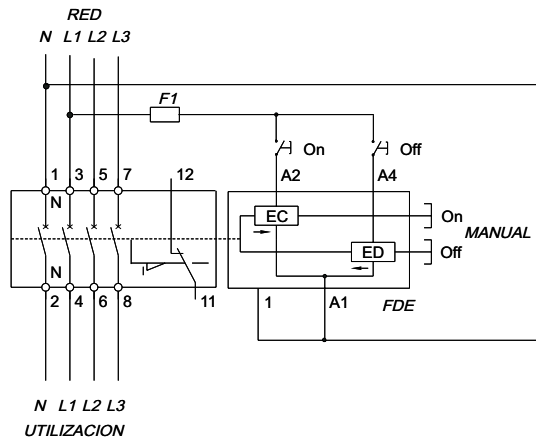 RED
N L1 L2 L3
F1
On Off
1 3 5 7 12 A2 A4
N
EC On
MANUAL
ED Off
N
2 4 6 8 11 1 A1 FDE
N L1 L2 L3
UTILIZACION